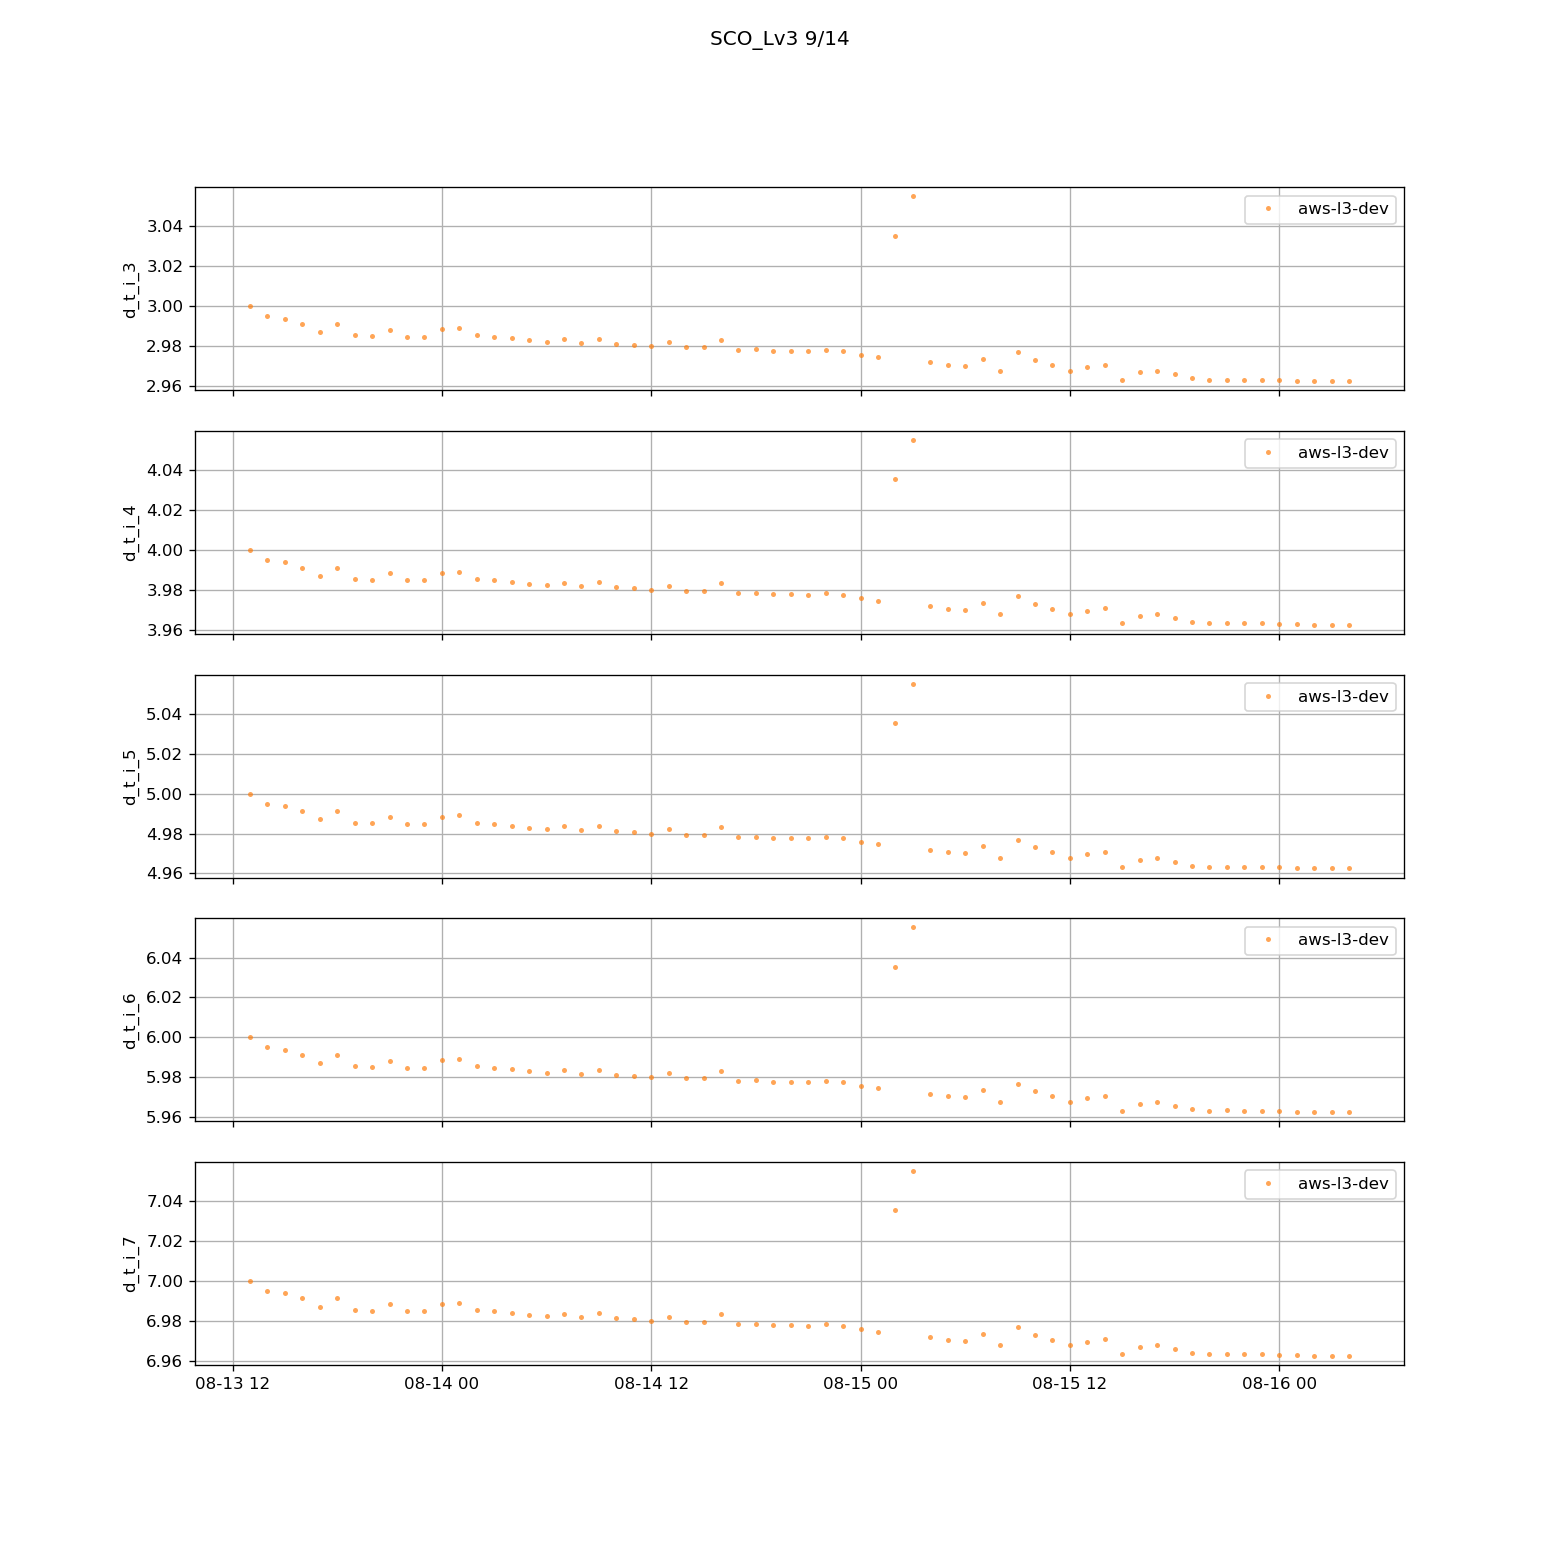 SCO_Lv3 9/14
aws-l3-dev
d_t_i_3
3.04
3.02
3.00
2.98
2.96
aws-l3-dev
d_t_i_4
4.04
4.02
4.00
3.98
3.96
aws-l3-dev
d_t_i_5
5.04
5.02
5.00
4.98
4.96
aws-l3-dev
d_t_i_6
6.04
6.02
6.00
5.98
5.96
aws-l3-dev
d_t_i_7
7.04
7.02
7.00
6.98
6.96
08-13 12 08-14 00 08-14 12 08-15 00 08-15 12 08-16 00